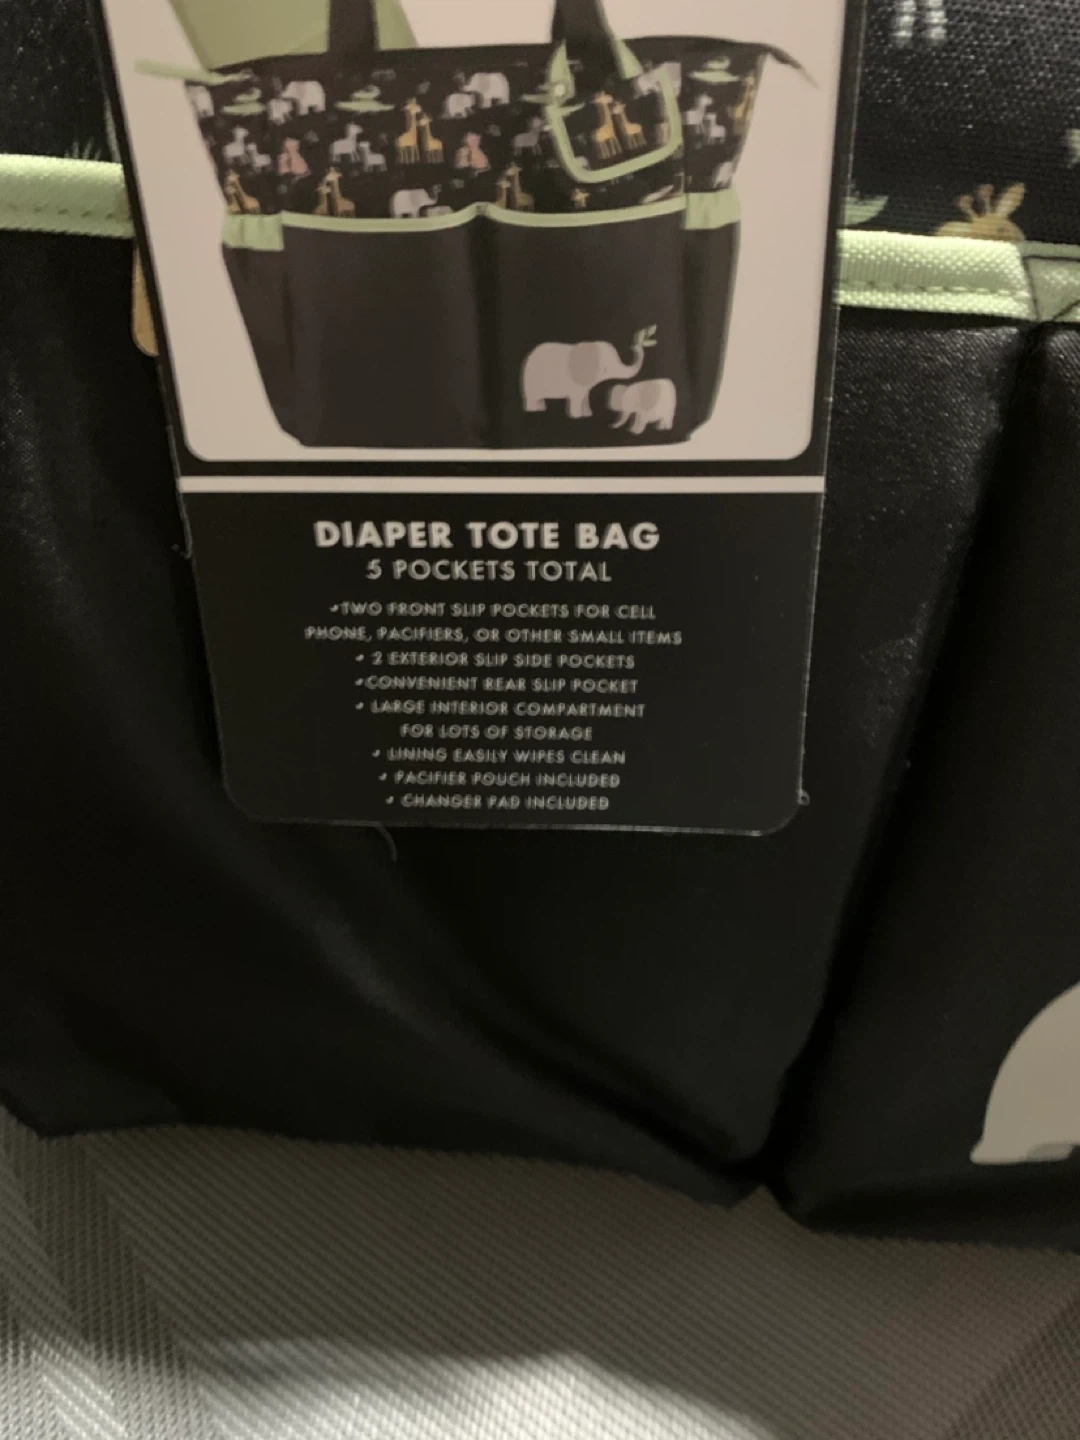 DIAPER TOTE BAG
5 POCKETS TOTAL
•TWO FRONT SLIP POCKETS FOR CELL
PHONE, PACIFIERS, OR OTHER SMALL ITEMS
• 2 EXTERIOR SLIP SIDE POCKETS
•CONVENIENT REAR SLIP POCKET
• LARGE INTERIOR COMPARTMENT
FOR LOTS OF STORAGE
• LINING EASILY WIPES CLEAN
• PACIFIER POUCH INCLUDED
• CHANGER PAD INCLUDED